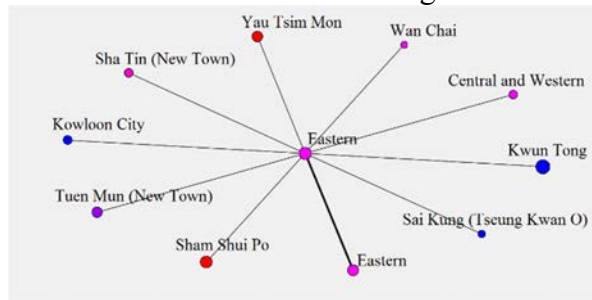 Yau Tsim Mon
Wan Chai
Sha Tin (New Town)
Central and Western
Kowloon City
Eastern
Kwun Tong
Tuen Mun (New Town)
Sai Kung (Tseung Kwan O)
Sham Shui Po
Eastern